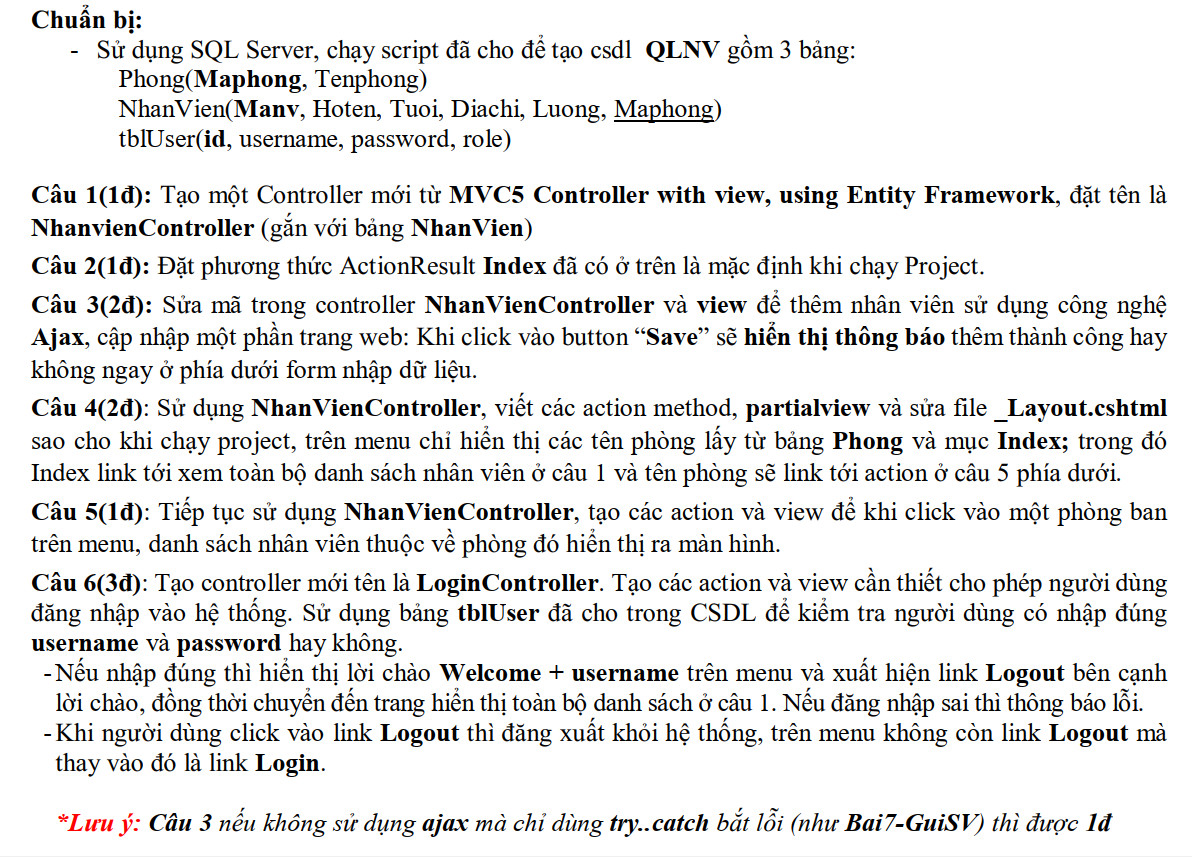 Chuẩn bị:
- Sử dụng SQL Server, chạy script đã cho để tạo csdl QLNV gồm 3 bảng:
Phong(Maphong, Tenphong)
NhanVien(Manv, Hoten, Tuoi, Diachi, Luong, Maphong)
tblUser(id, username, password, role)
Câu 1(1đ): Tạo một Controller mới từ MVC5 Controller with view, using Entity Framework, đặt tên là
NhanvienController (gắn với bảng NhanVien)
Câu 2(1đ): Đặt phương thức ActionResult Index đã có ở trên là mặc định khi chạy Project.
Câu 3(2đ): Sửa mã trong controller NhanVienController và view để thêm nhân viên sử dụng công nghệ
Ajax, cập nhập một phần trang web: Khi click vào button “Save” sẽ hiển thị thông báo thêm thành công hay
không ngay ở phía dưới form nhập dữ liệu.
Câu 4(2đ): Sử dụng NhanVienController, viết các action method, partialview và sửa file _Layout.cshtml
sao cho khi chạy project, trên menu chỉ hiển thị các tên phòng lấy từ bảng Phong và mục Index; trong đó
Index link tới xem toàn bộ danh sách nhân viên ở câu 1 và tên phòng sẽ link tới action ở câu 5 phía dưới.
Câu 5(1đ): Tiếp tục sử dụng NhanVienController, tạo các action và view để khi click vào một phòng ban
trên menu, danh sách nhân viên thuộc về phòng đó hiển thị ra màn hình.
Câu 6(3đ): Tạo controller mới tên là LoginController. Tạo các action và view cần thiết cho phép người dùng
đăng nhập vào hệ thống. Sử dụng bảng tblUser đã cho trong CSDL để kiểm tra người dùng có nhập đúng
username và password hay không.
- Nếu nhập đúng thì hiển thị lời chào Welcome + username trên menu và xuất hiện link Logout bên cạnh
lời chào, đồng thời chuyển đến trang hiển thị toàn bộ danh sách ở câu 1. Nếu đăng nhập sai thì thông báo lỗi.
- Khi người dùng click vào link Logout thì đăng xuất khỏi hệ thống, trên menu không còn link Logout mà
thay vào đó là link Login.
*Lưu ý: Câu 3 nếu không sử dụng ajax mà chỉ dùng try..catch bắt lỗi (như Bai7-GuiSV) thì được 1đ